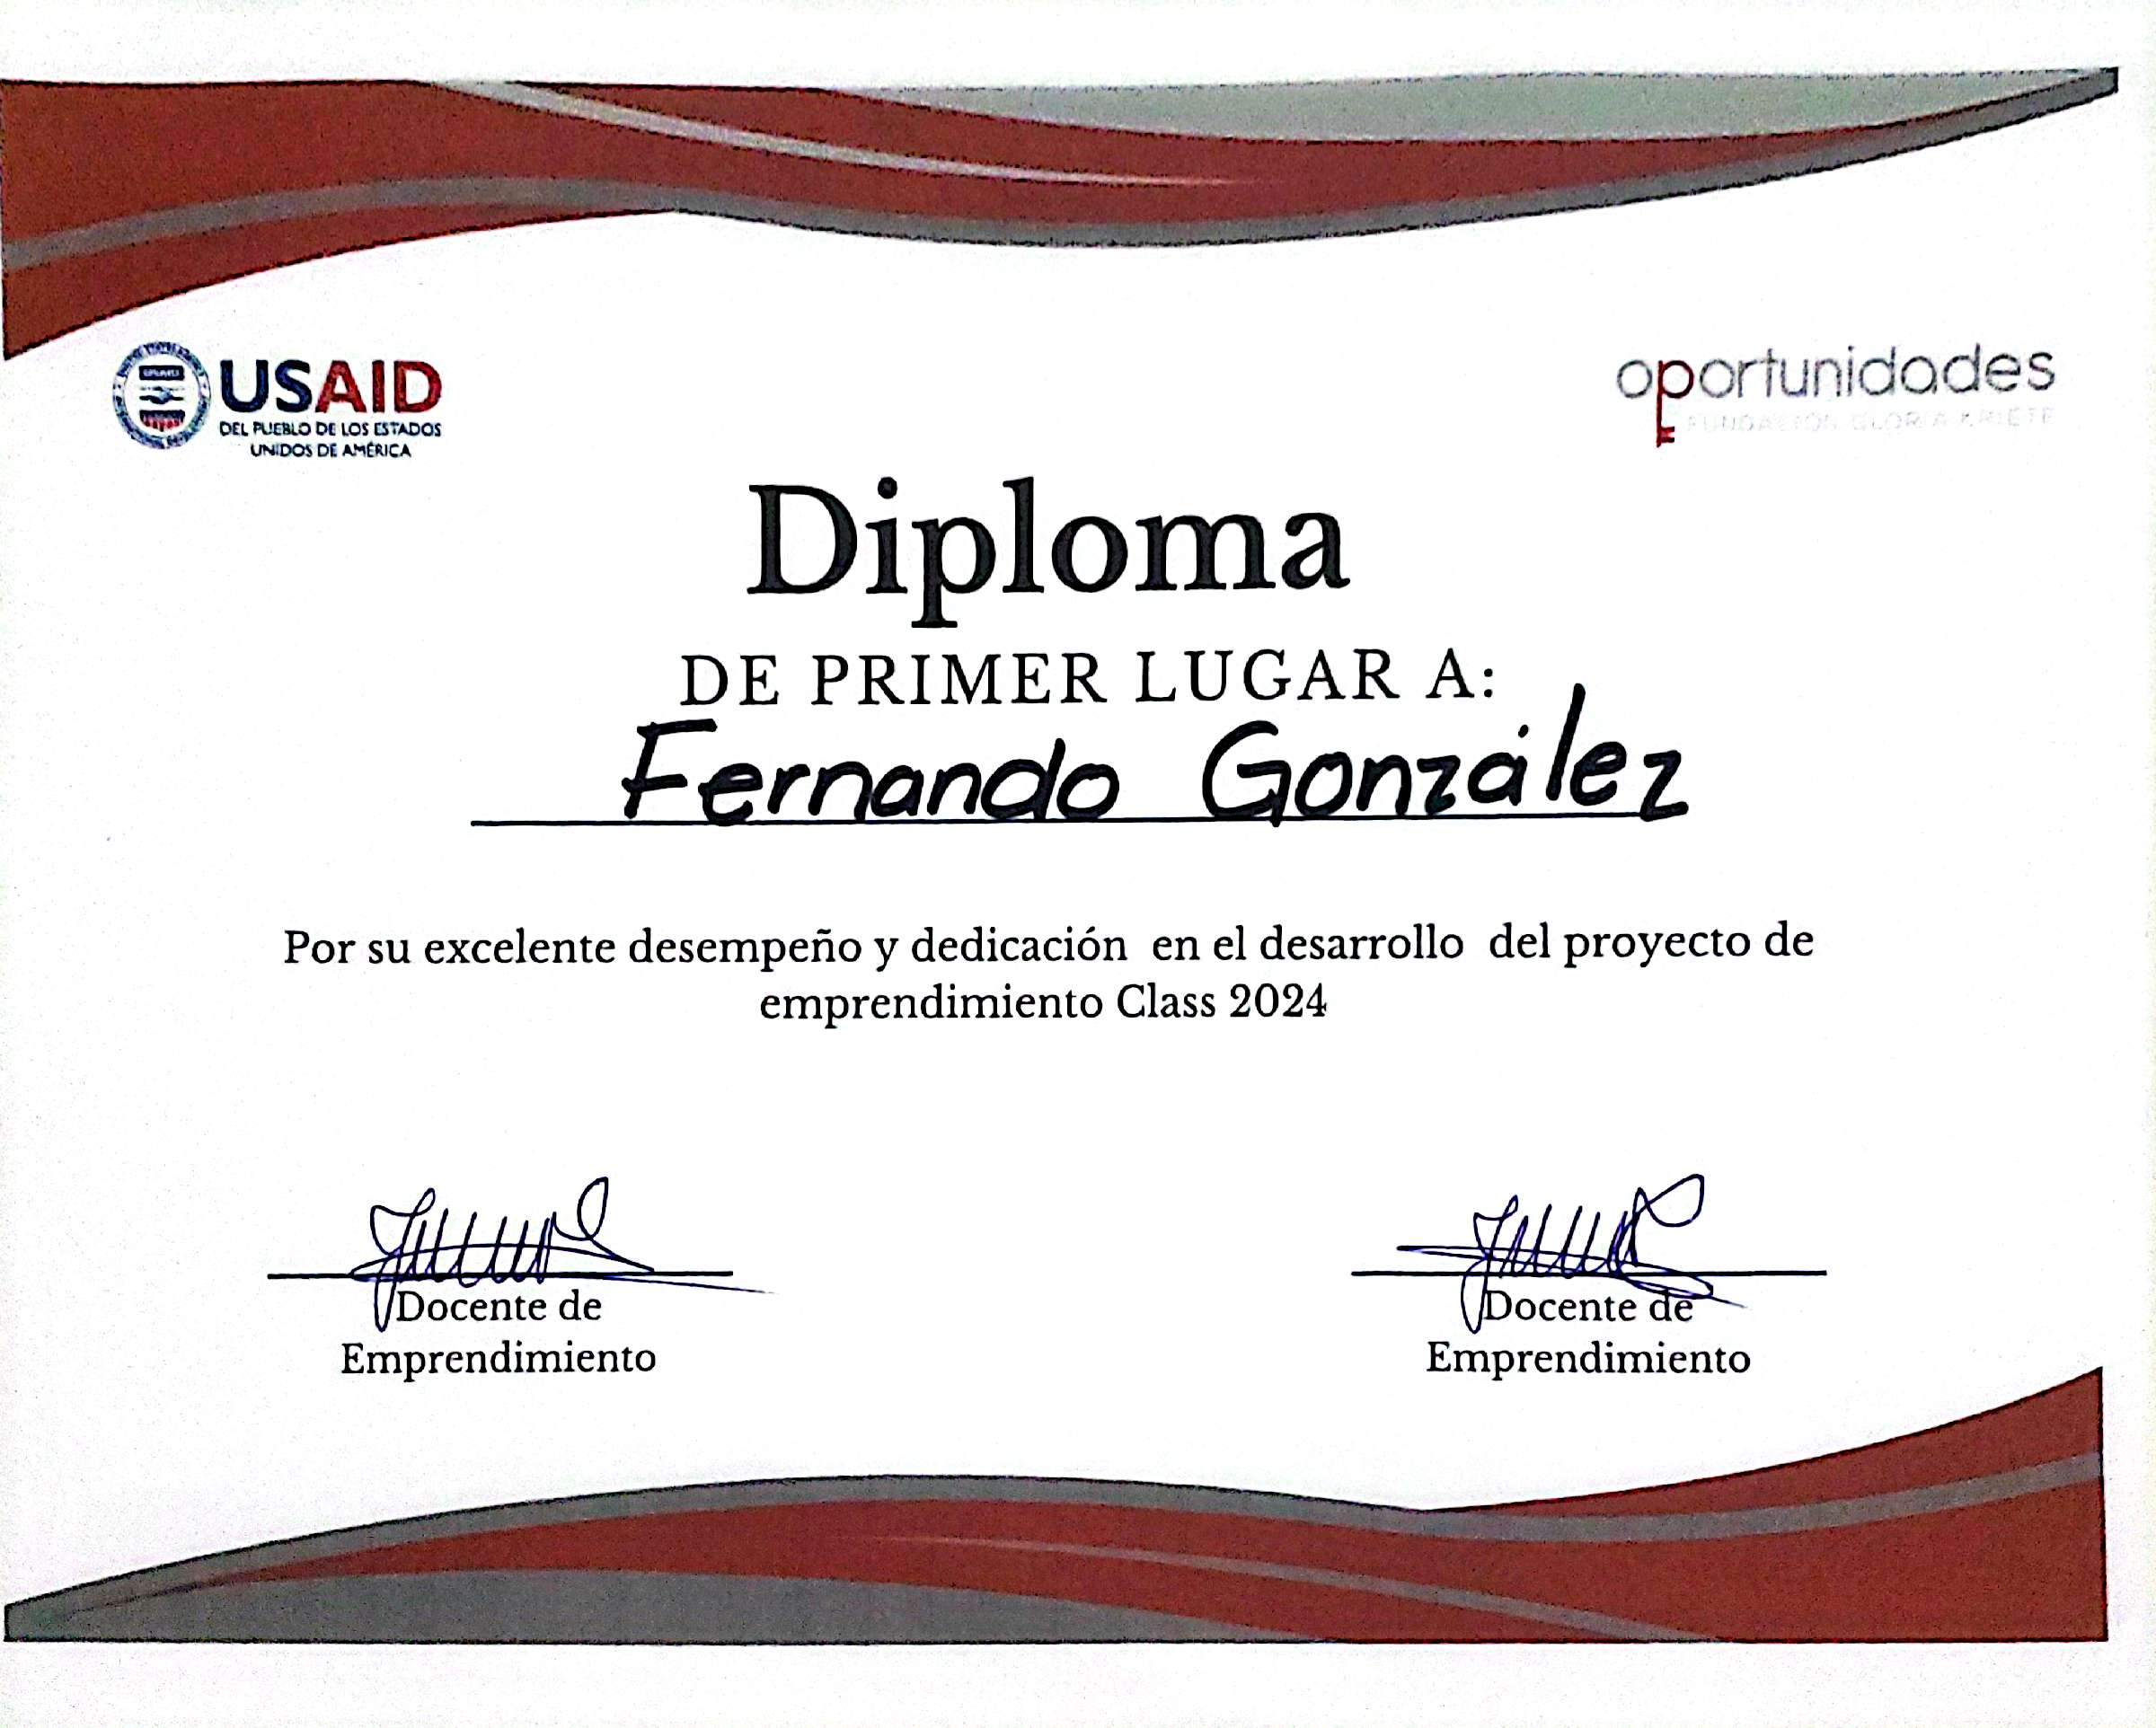 USAID
DEL PUEBLO DE LOS ESTADOS
UNIDOS DE AMÉRICA
oportunidades
FUNDACIÓN GLORIA KRIETE
Diploma
DE PRIMER LUGAR A:
Fernando González
Por su excelente desempeño y dedicación en el desarrollo del proyecto de
emprendimiento Class 2024
Docente de
Emprendimiento
Docente de
Emprendimiento